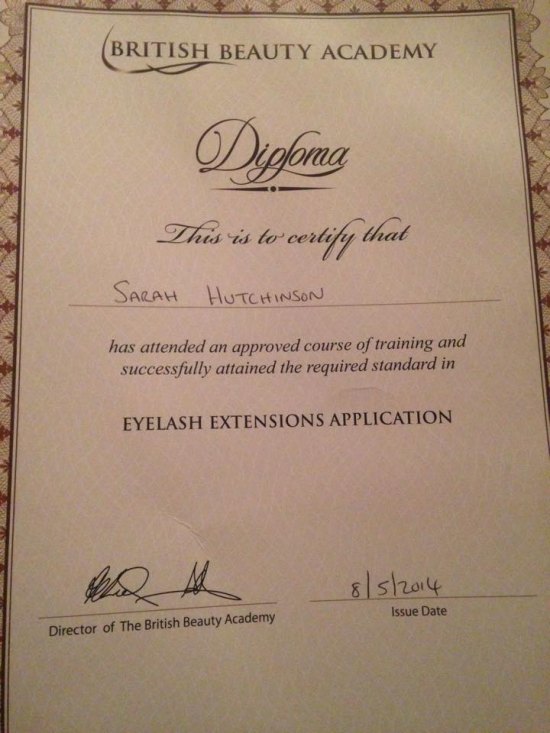 BRITISH BEAUTY ACADEMY
Diploma
This is to certify that
SARAH HUTCHINSON
has attended an approved course of training and
successfully attained the required standard in
EYELASH EXTENSIONS APPLICATION
8/5/2014
Director of The British Beauty Academy
Issue Date